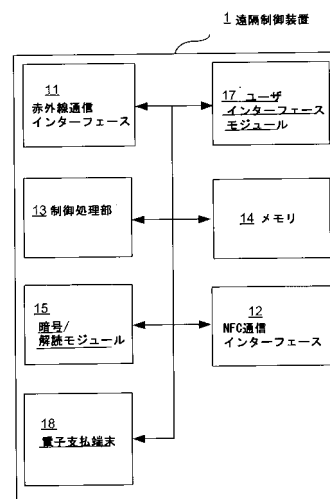 1 遠隔制御装置
11
赤外線通信
インターフェース
17 ユーザ
インターフェース
モジュール
13 制御処理部
14 メモリ
15
暗号/
解読モジュール
12
NFC通信
インターフェース
18
電子支払端末